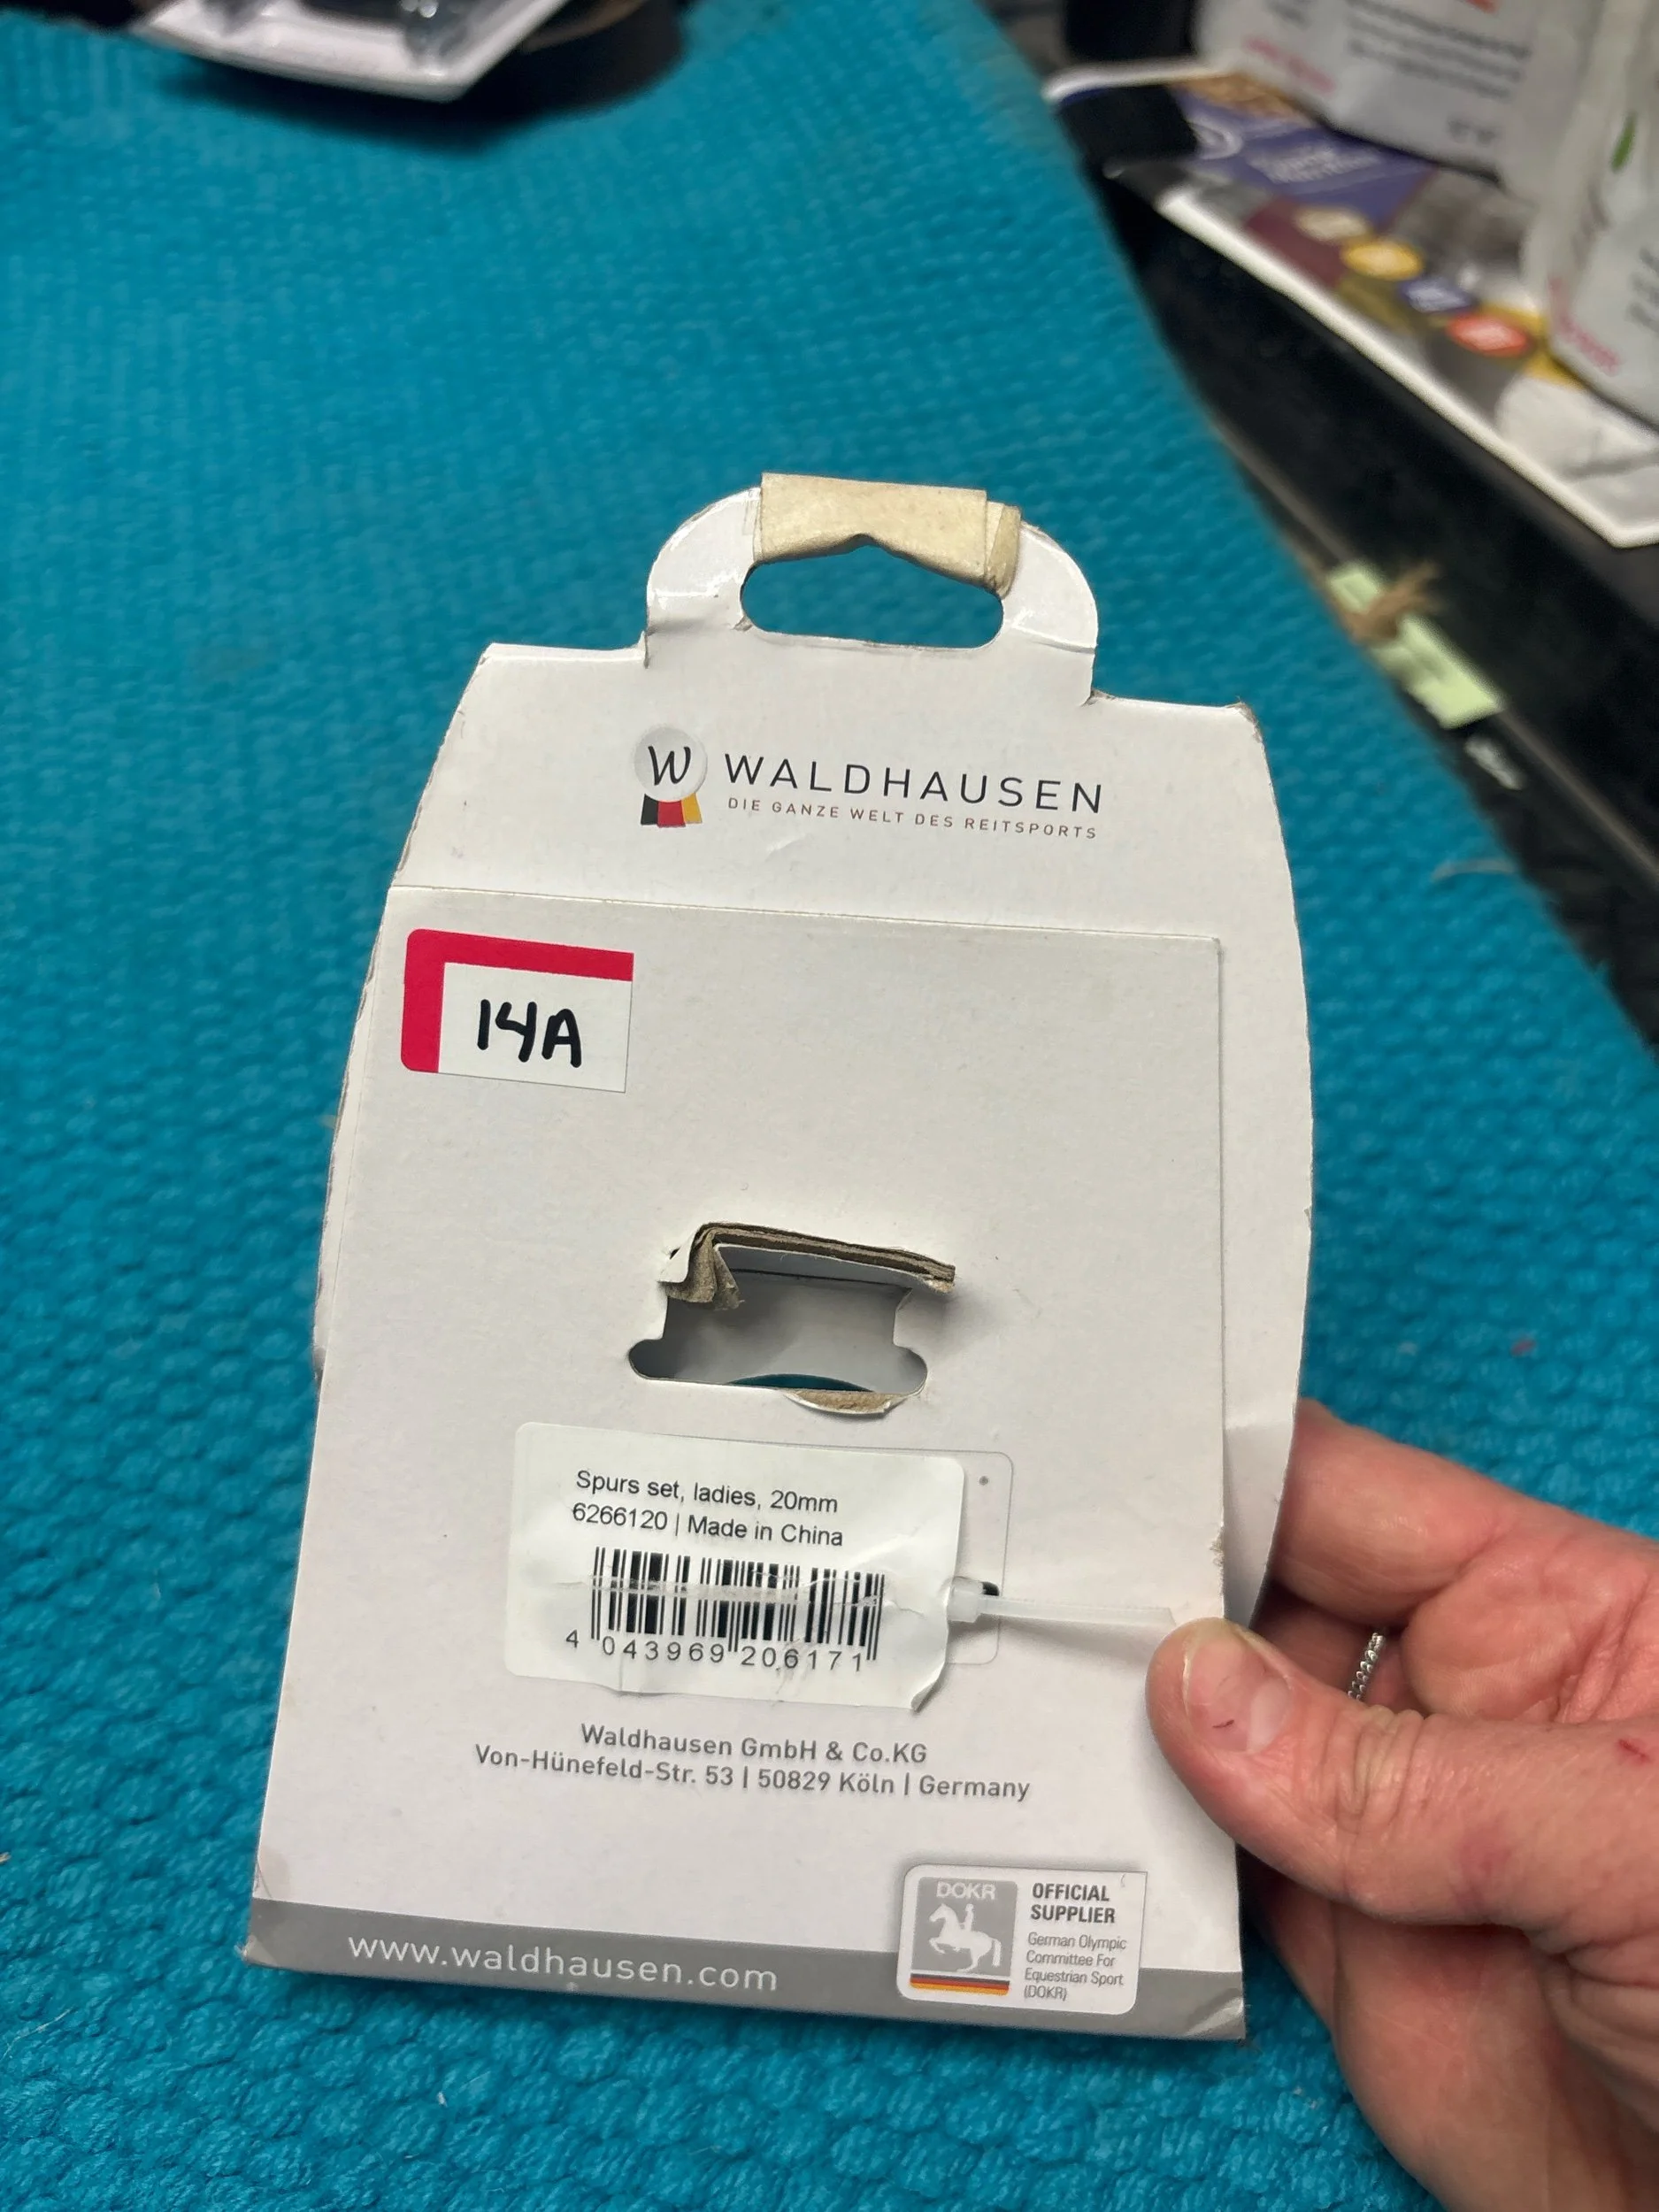 W WALDHAUSEN
DIE GANZE WELT DES REITSPORTS
14A
Spurs set, ladies, 20mm
6266120 | Made in China
4 043969 206171
Waldhausen GmbH & Co.KG
Von-Hünefeld-Str. 53 | 50829 Köln | Germany
DOKR
OFFICIAL
SUPPLIER
German Olympic
Committee For
Equestrian Sport
(DOKR)
www.waldhausen.com